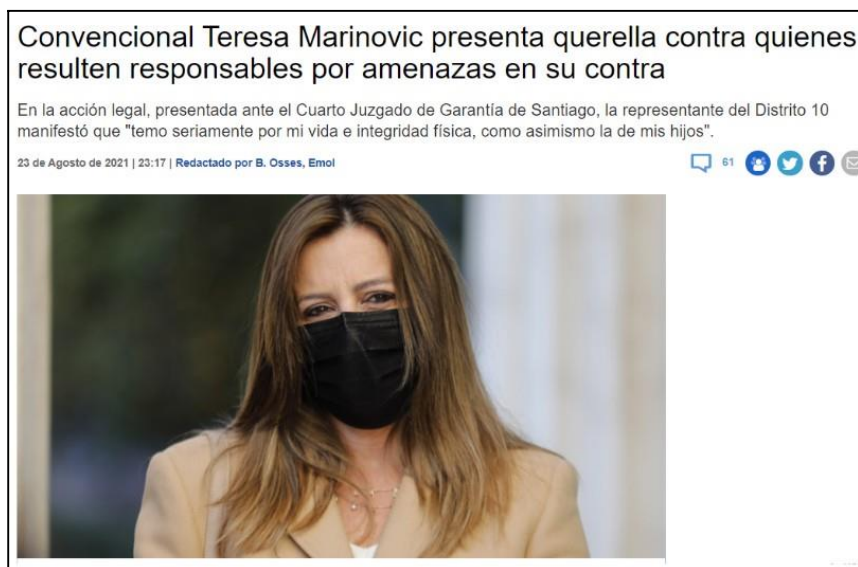 Convencional Teresa Marinovic presenta querella contra quienes
resulten responsables por amenazas en su contra
En la acción legal, presentada ante el Cuarto Juzgado de Garantía de Santiago, la representante del Distrito 10
manifestó que "temo seriamente por mi vida e integridad física, como asimismo la de mis hijos".
23 de Agosto de 2021 | 23:17 | Redactado por B. Osses, Emol
61